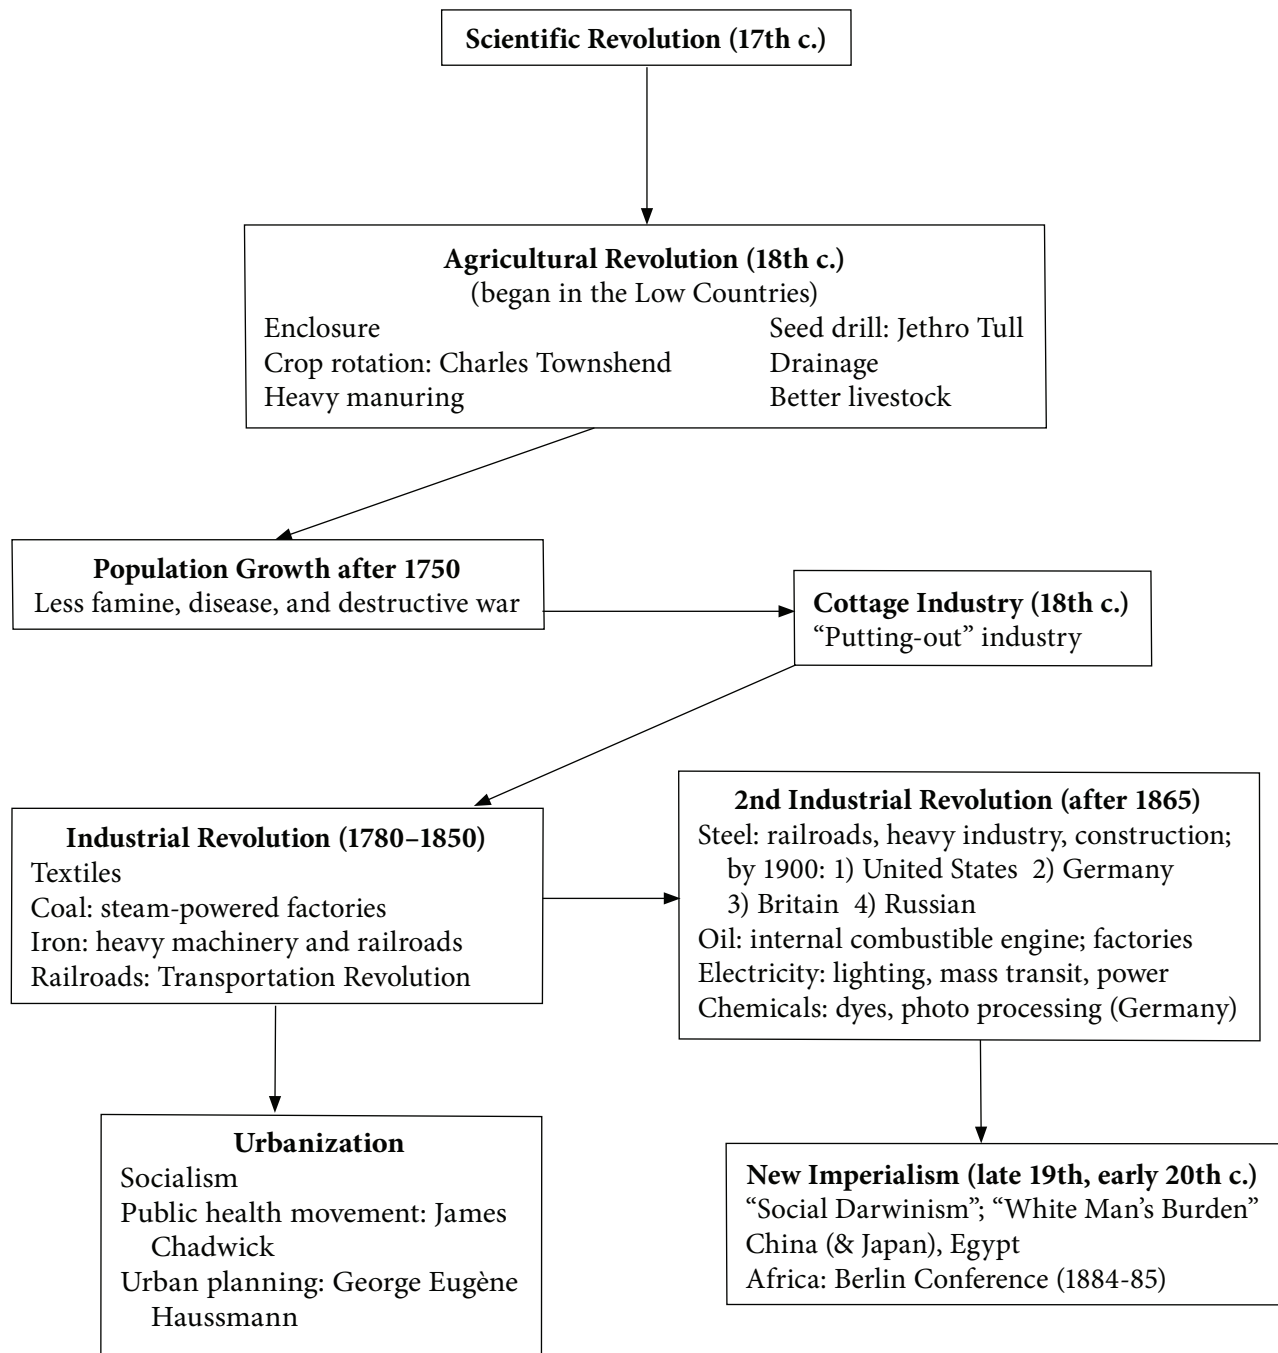 Scientific Revolution (17th c.)
Agricultural Revolution (18th c.)
(began in the Low Countries)
Enclosure
Crop rotation: Charles Townshend
Heavy manuring
Seed drill: Jethro Tull
Drainage
Better livestock
Population Growth after 1750
Less famine, disease, and destructive war
Cottage Industry (18th c.)
“Putting-out” industry
Industrial Revolution (1780–1850)
Textiles
Coal: steam-powered factories
Iron: heavy machinery and railroads
Railroads: Transportation Revolution
2nd Industrial Revolution (after 1865)
Steel: railroads, heavy industry, construction;
by 1900: 1) United States 2) Germany
3) Britain 4) Russian
Oil: internal combustible engine; factories
Electricity: lighting, mass transit, power
Chemicals: dyes, photo processing (Germany)
Urbanization
Socialism
Public health movement: James
Chadwick
Urban planning: George Eugène
Haussmann
New Imperialism (late 19th, early 20th c.)
“Social Darwinism”; “White Man’s Burden”
China (& Japan), Egypt
Africa: Berlin Conference (1884-85)